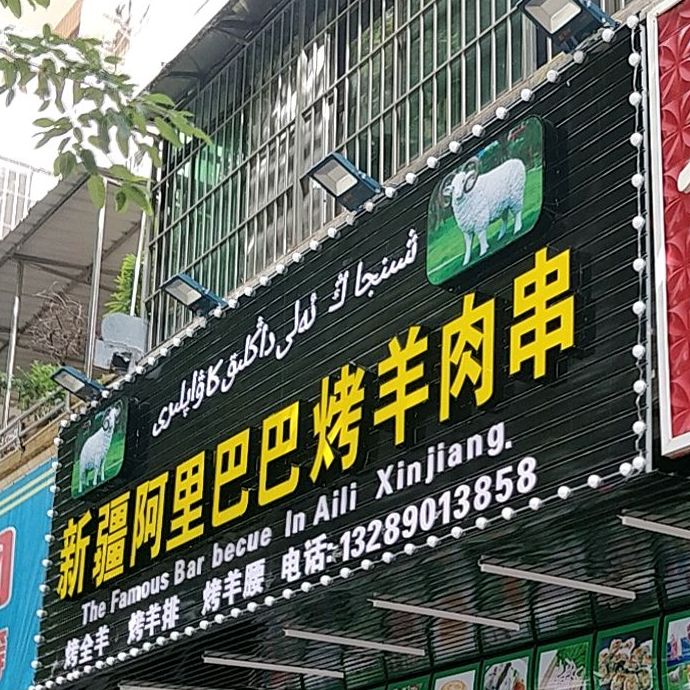 شىنجاڭ ئەلى داڭلىق كاۋاپلىرى
新疆阿里巴巴烤羊肉串
The Famous Bar becue In Aili Xinjiang.
烤全羊 烤羊排 烤羊腰 电话:13289013858